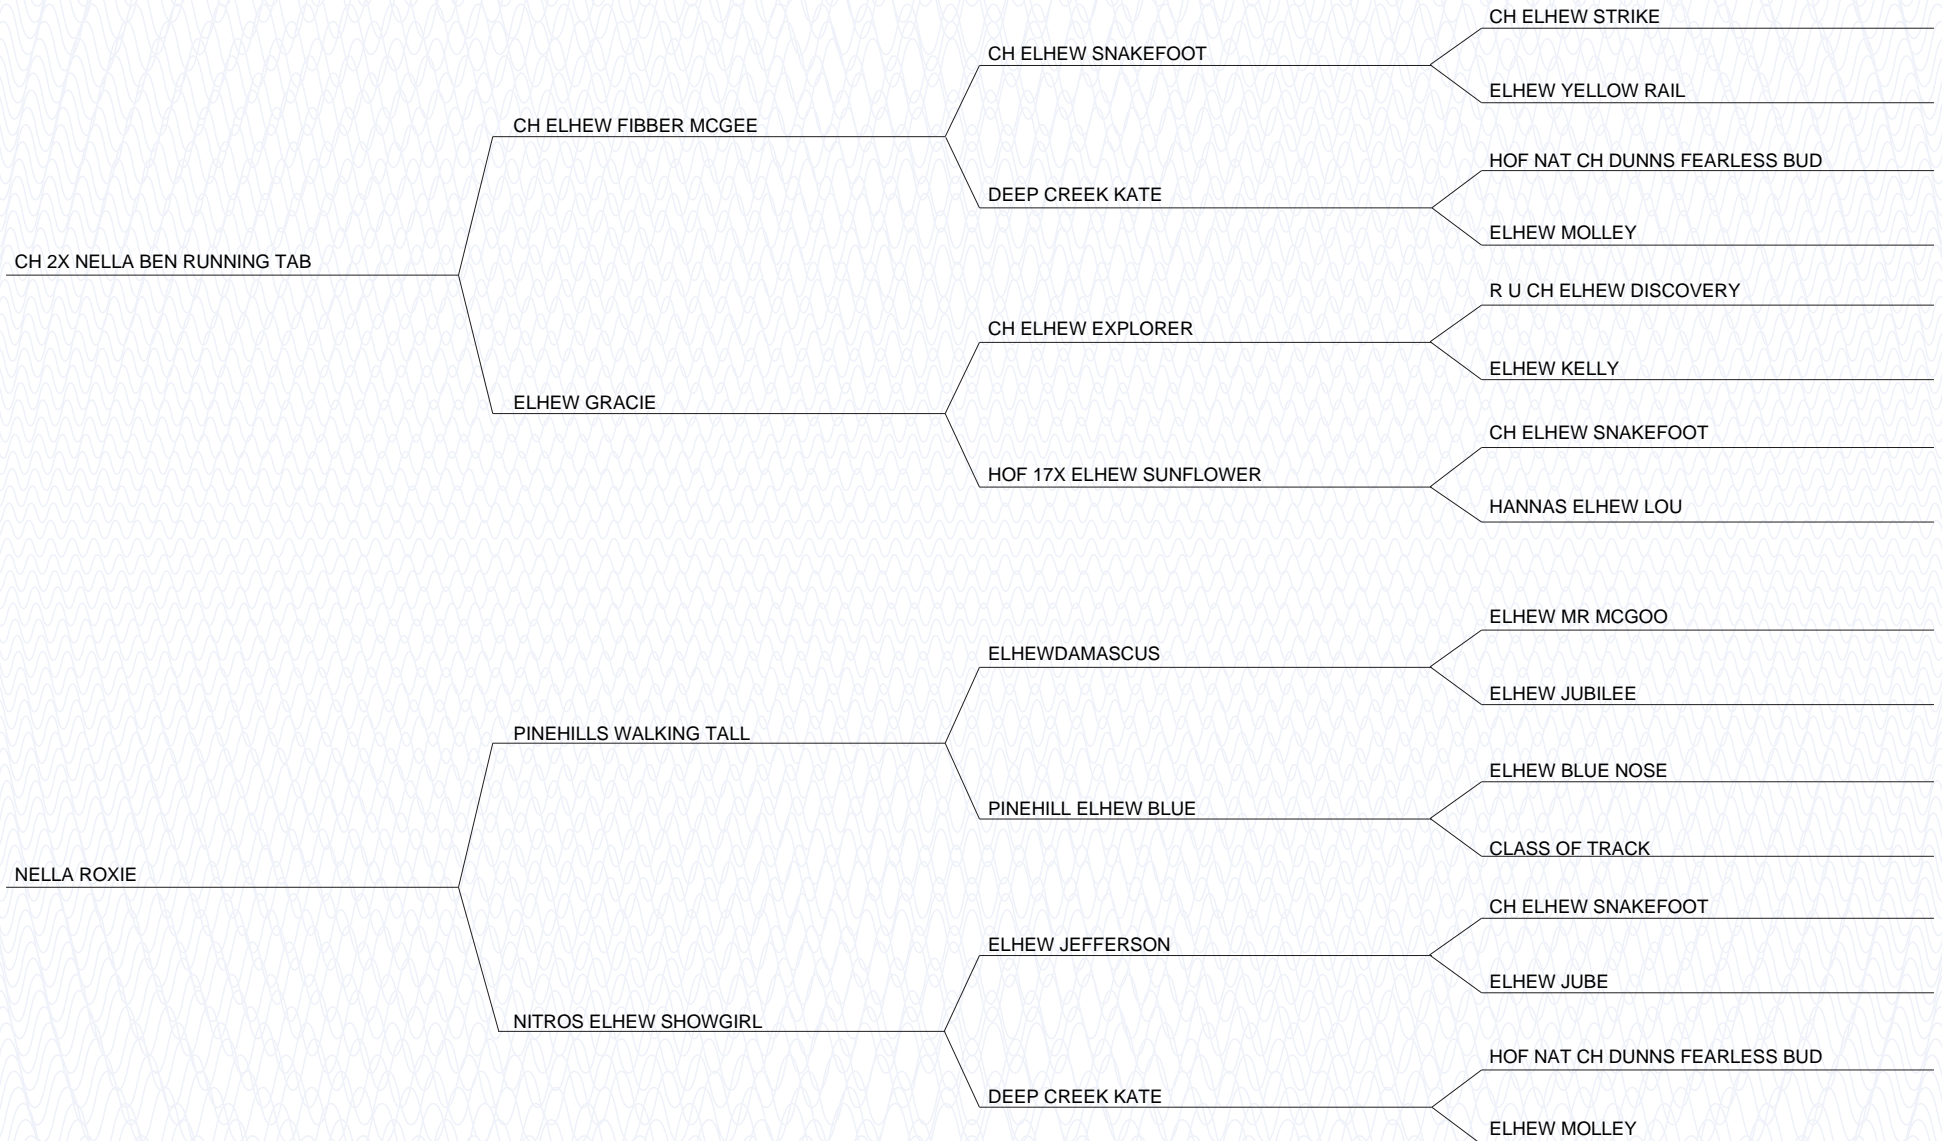 CH 2X NELLA BEN RUNNING TAB
CH ELHEW FIBBER MCGEE
CH ELHEW SNAKEFOOT
CH ELHEW STRIKE
ELHEW YELLOW RAIL
DEEP CREEK KATE
HOF NAT CH DUNNS FEARLESS BUD
ELHEW MOLLEY
ELHEW GRACIE
CH ELHEW EXPLORER
R U CH ELHEW DISCOVERY
ELHEW KELLY
HOF 17X ELHEW SUNFLOWER
CH ELHEW SNAKEFOOT
HANNAS ELHEW LOU
NELLA ROXIE
PINEHILLS WALKING TALL
ELHEWDAMASCUS
ELHEW MR MCGOO
ELHEW JUBILEE
PINEHILL ELHEW BLUE
ELHEW BLUE NOSE
CLASS OF TRACK
NITROS ELHEW SHOWGIRL
ELHEW JEFFERSON
CH ELHEW SNAKEFOOT
ELHEW JUBE
DEEP CREEK KATE
HOF NAT CH DUNNS FEARLESS BUD
ELHEW MOLLEY